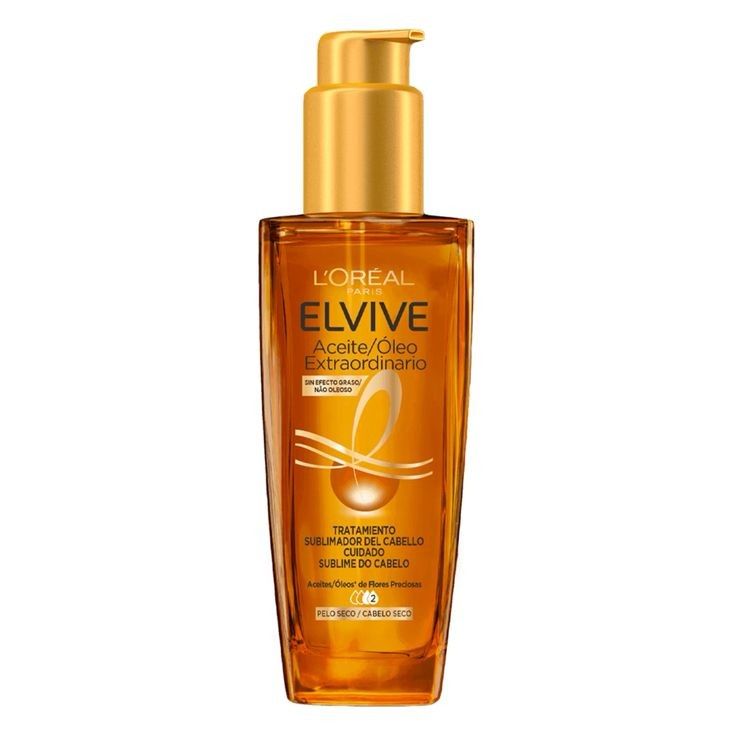 L'ORÉAL
PARIS
ELVIVE
Aceite/Óleo
Extraordinario
SIN EFECTO GRASO/
NÃO OLEOSO
TRATAMIENTO
SUBLIMADOR DEL CABELLO
CUIDADO
SUBLIME DO CABELO
Aceites/Óleos* de Flores Preciosas
2
PELO SECO / CABELO SECO